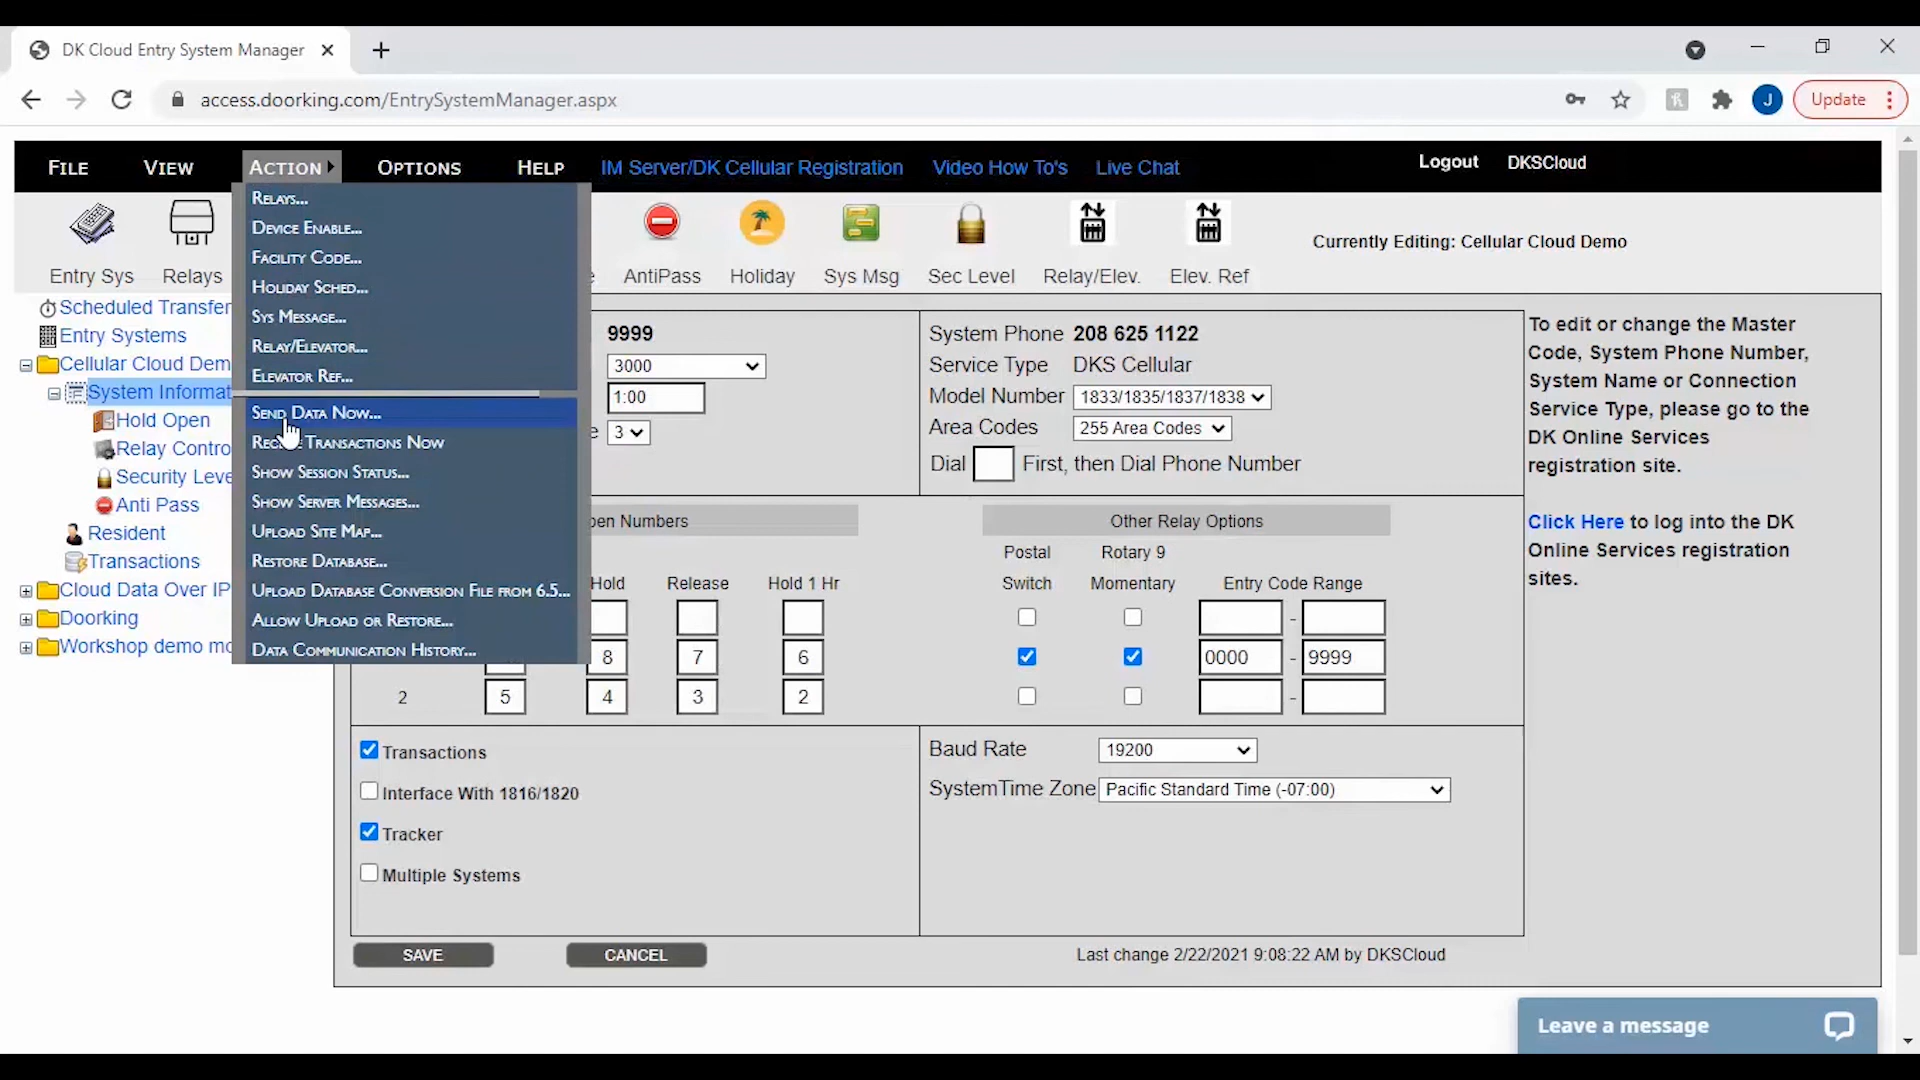 DK Cloud Entry System Manager
access.doorking.com/EntrySystemManager.aspx
J
Update
FILE VIEW ACTION OPTIONS HELP IM Server/DK Cellular Registration Video How To's Live Chat Logout DKSCloud
Entry Sys Relays AntiPass Holiday Sys Msg Sec Level Relay/Elev. Elev. Ref
Currently Editing: Cellular Cloud Demo
RELAYS...
DEVICE ENABLE...
FACILITY CODE...
HOLIDAY SCHED...
SYS MESSAGE...
RELAY/ELEVATOR...
ELEVATOR REF...
SEND DATA NOW...
TRANSACTIONS NOW
SHOW SESSION STATUS...
SHOW SERVER MESSAGES...
UPLOAD SITE MAP...
RESTORE DATABASE...
UPLOAD DATABASE CONVERSION FILE FROM 6.5...
ALLOW UPLOAD OR RESTORE...
DATA COMMUNICATION HISTORY...
Scheduled Transfer
Entry Systems
Cellular Cloud Dem
System Informat
Hold Open
Relay Contro
Security Leve
Anti Pass
Resident
Transactions
Cloud Data Over IP
Doorking
Workshop demo mo
9999
3000
1:00
3
System Phone 208 625 1122
Service Type DKS Cellular
Model Number 1833/1835/1837/1838
Area Codes 255 Area Codes
Dial First, then Dial Phone Number
pen Numbers
Other Relay Options
Postal Rotary 9
Hold Release Hold 1 Hr Switch Momentary Entry Code Range
-
8 7 6 0000 - 9999
2 5 4 3 2 -
Transactions
Interface With 1816/1820
Tracker
Multiple Systems
Baud Rate 19200
SystemTime Zone Pacific Standard Time (-07:00)
SAVE CANCEL Last change 2/22/2021 9:08:22 AM by DKSCloud
To edit or change the Master
Code, System Phone Number,
System Name or Connection
Service Type, please go to the
DK Online Services
registration site.
Click Here to log into the DK
Online Services registration
sites.
Leave a message